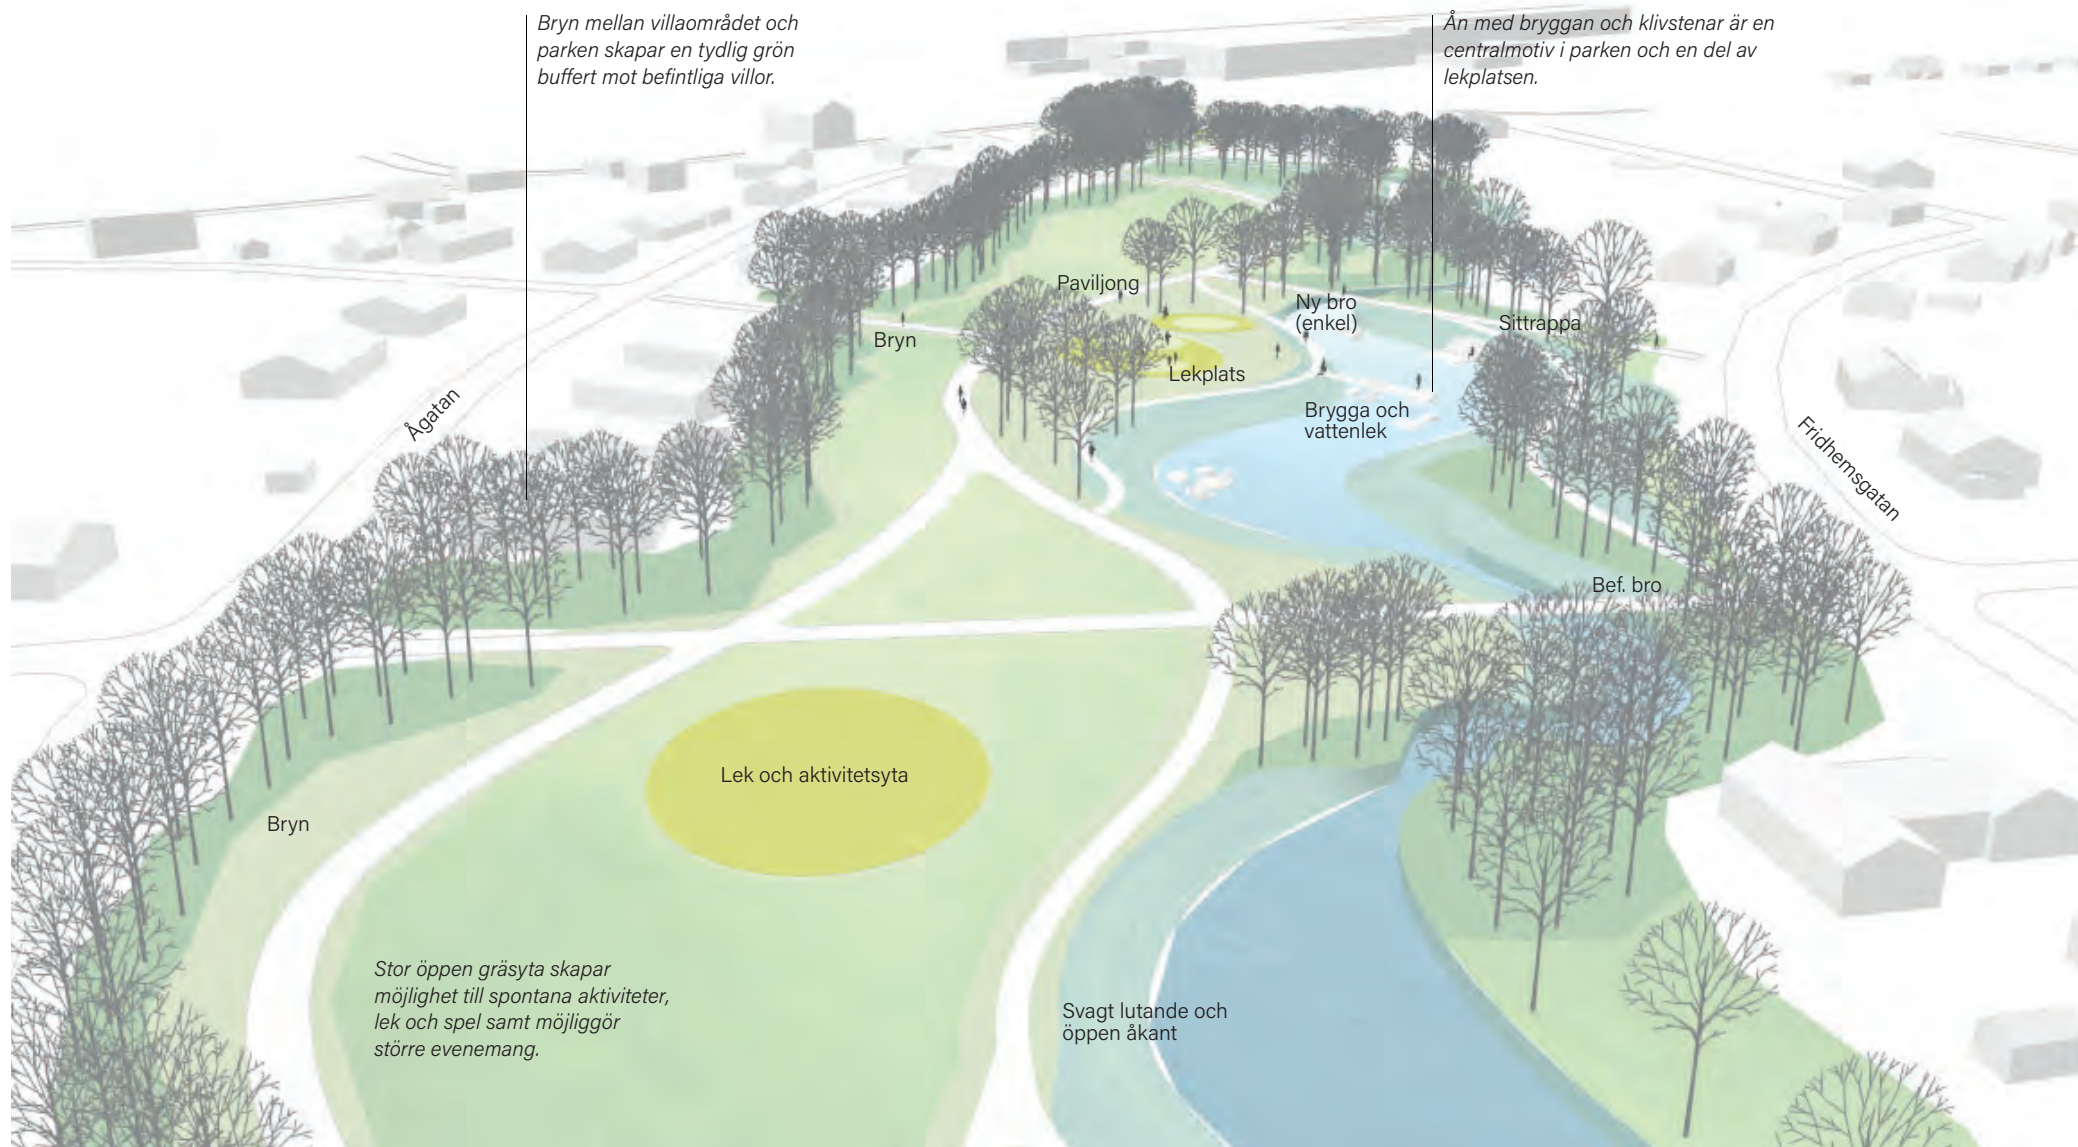 Bryn mellan villaområdet och
parken skapar en tydlig grön
buffert mot befintliga villor.
Ån med bryggan och klivstenar är en
centralmotiv i parken och en del av
lekplatsen.
Paviljong
Ny bro
(enkel)
Sittrappa
Bryn
Lekplats
Brygga och
vattenlek
Ågatan
Fridhemsgatan
Bef. bro
Lek och aktivitetsyta
Bryn
Stor öppen gräsyta skapar
möjlighet till spontana aktiviteter,
lek och spel samt möjliggör
större evenemang.
Svagt lutande och
öppen åkant